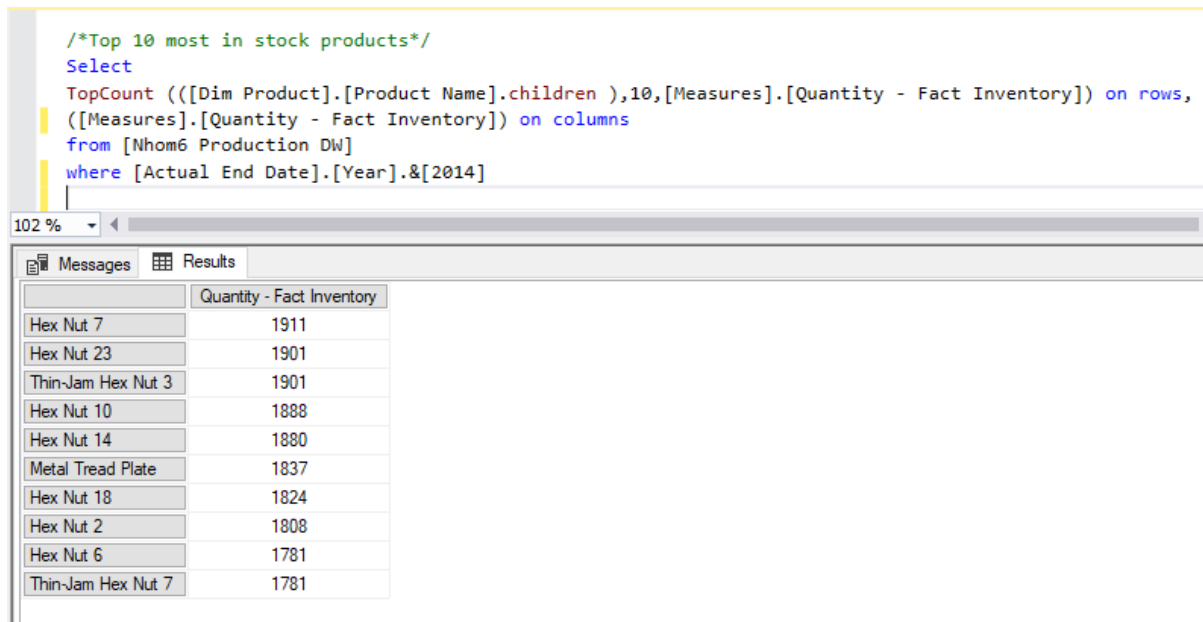 /*Top 10 most in stock products*/
Select
TopCount (([Dim Product].[Product Name].children ),10,[Measures].[Quantity - Fact Inventory]) on rows,
([Measures].[Quantity - Fact Inventory]) on columns
from [Nhom6 Production DW]
where [Actual End Date].[Year].&[2014]
102 %
Messages Results
Quantity - Fact Inventory
Hex Nut 7 1911
Hex Nut 23 1901
Thin-Jam Hex Nut 3 1901
Hex Nut 10 1888
Hex Nut 14 1880
Metal Tread Plate 1837
Hex Nut 18 1824
Hex Nut 2 1808
Hex Nut 6 1781
Thin-Jam Hex Nut 7 1781